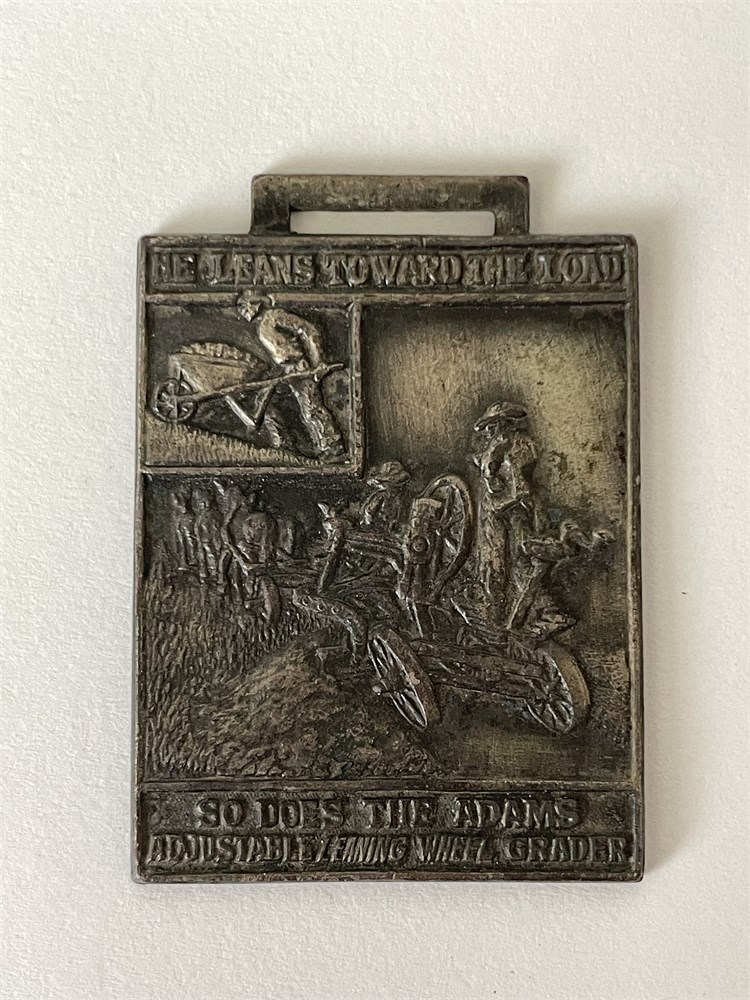 HE LEANS TOWARD THE LOAD
SO DOES THE ADAMS
ADJUSTABLE LEANING WHEEL GRADER